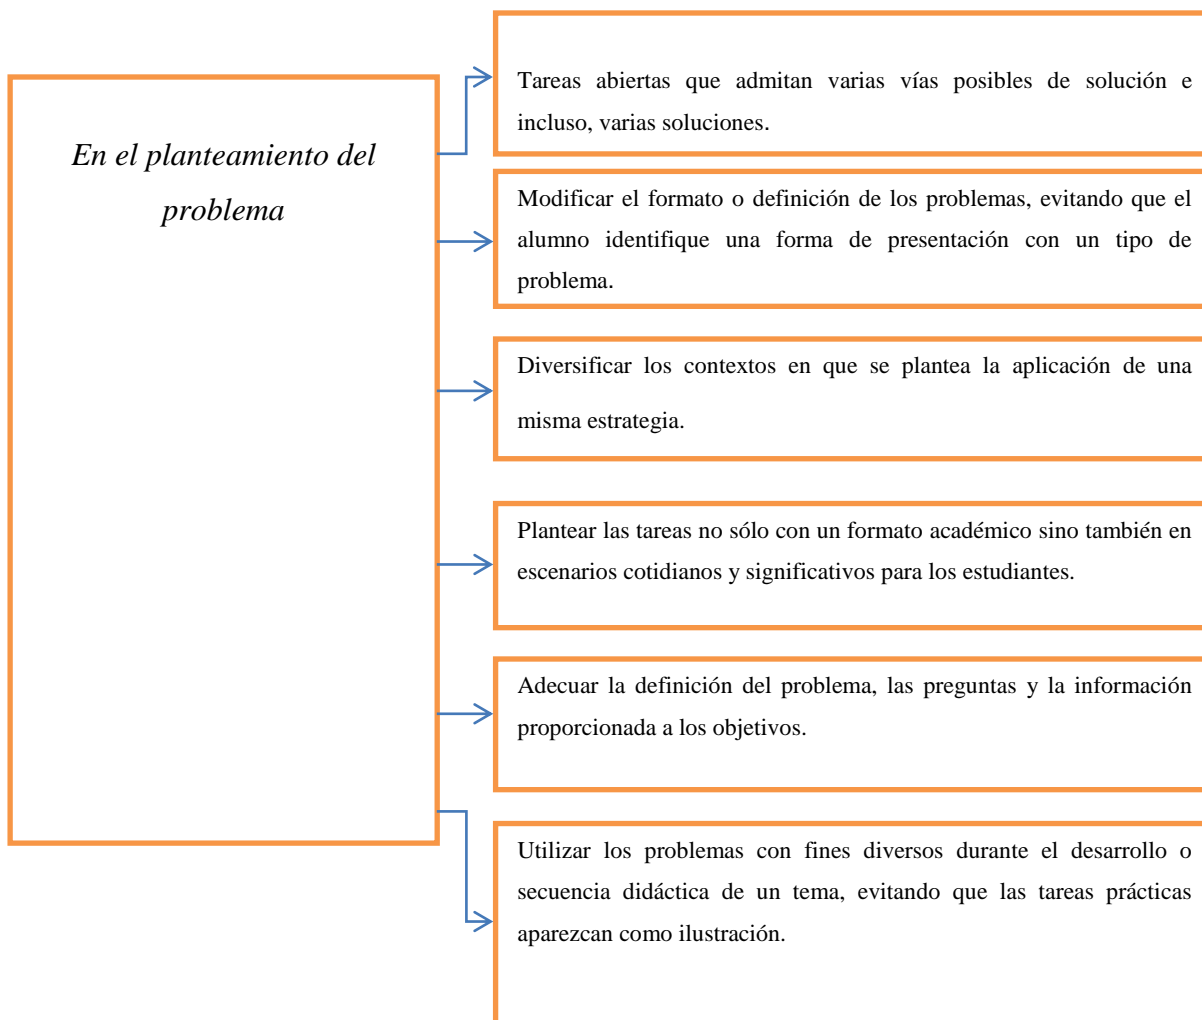 En el planteamiento del
problema
Tareas abiertas que admitan varias vías posibles de solución e
incluso, varias soluciones.
Modificar el formato o definición de los problemas, evitando que el
alumno identifique una forma de presentación con un tipo de
problema.
Diversificar los contextos en que se plantea la aplicación de una
misma estrategia.
Plantear las tareas no sólo con un formato académico sino también en
escenarios cotidianos y significativos para los estudiantes.
Adecuar la definición del problema, las preguntas y la información
proporcionada a los objetivos.
Utilizar los problemas con fines diversos durante el desarrollo o
secuencia didáctica de un tema, evitando que las tareas prácticas
aparezcan como ilustración.